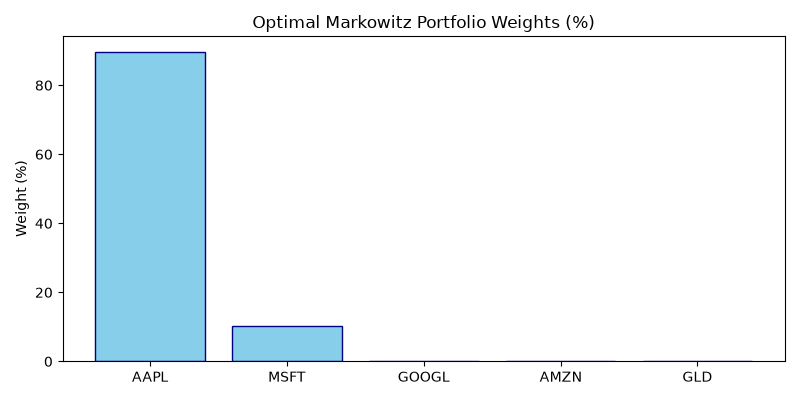 Optimal Markowitz Portfolio Weights (%)
Weight (%)
80
60
40
20
0
AAPL
MSFT
GOOGL
AMZN
GLD